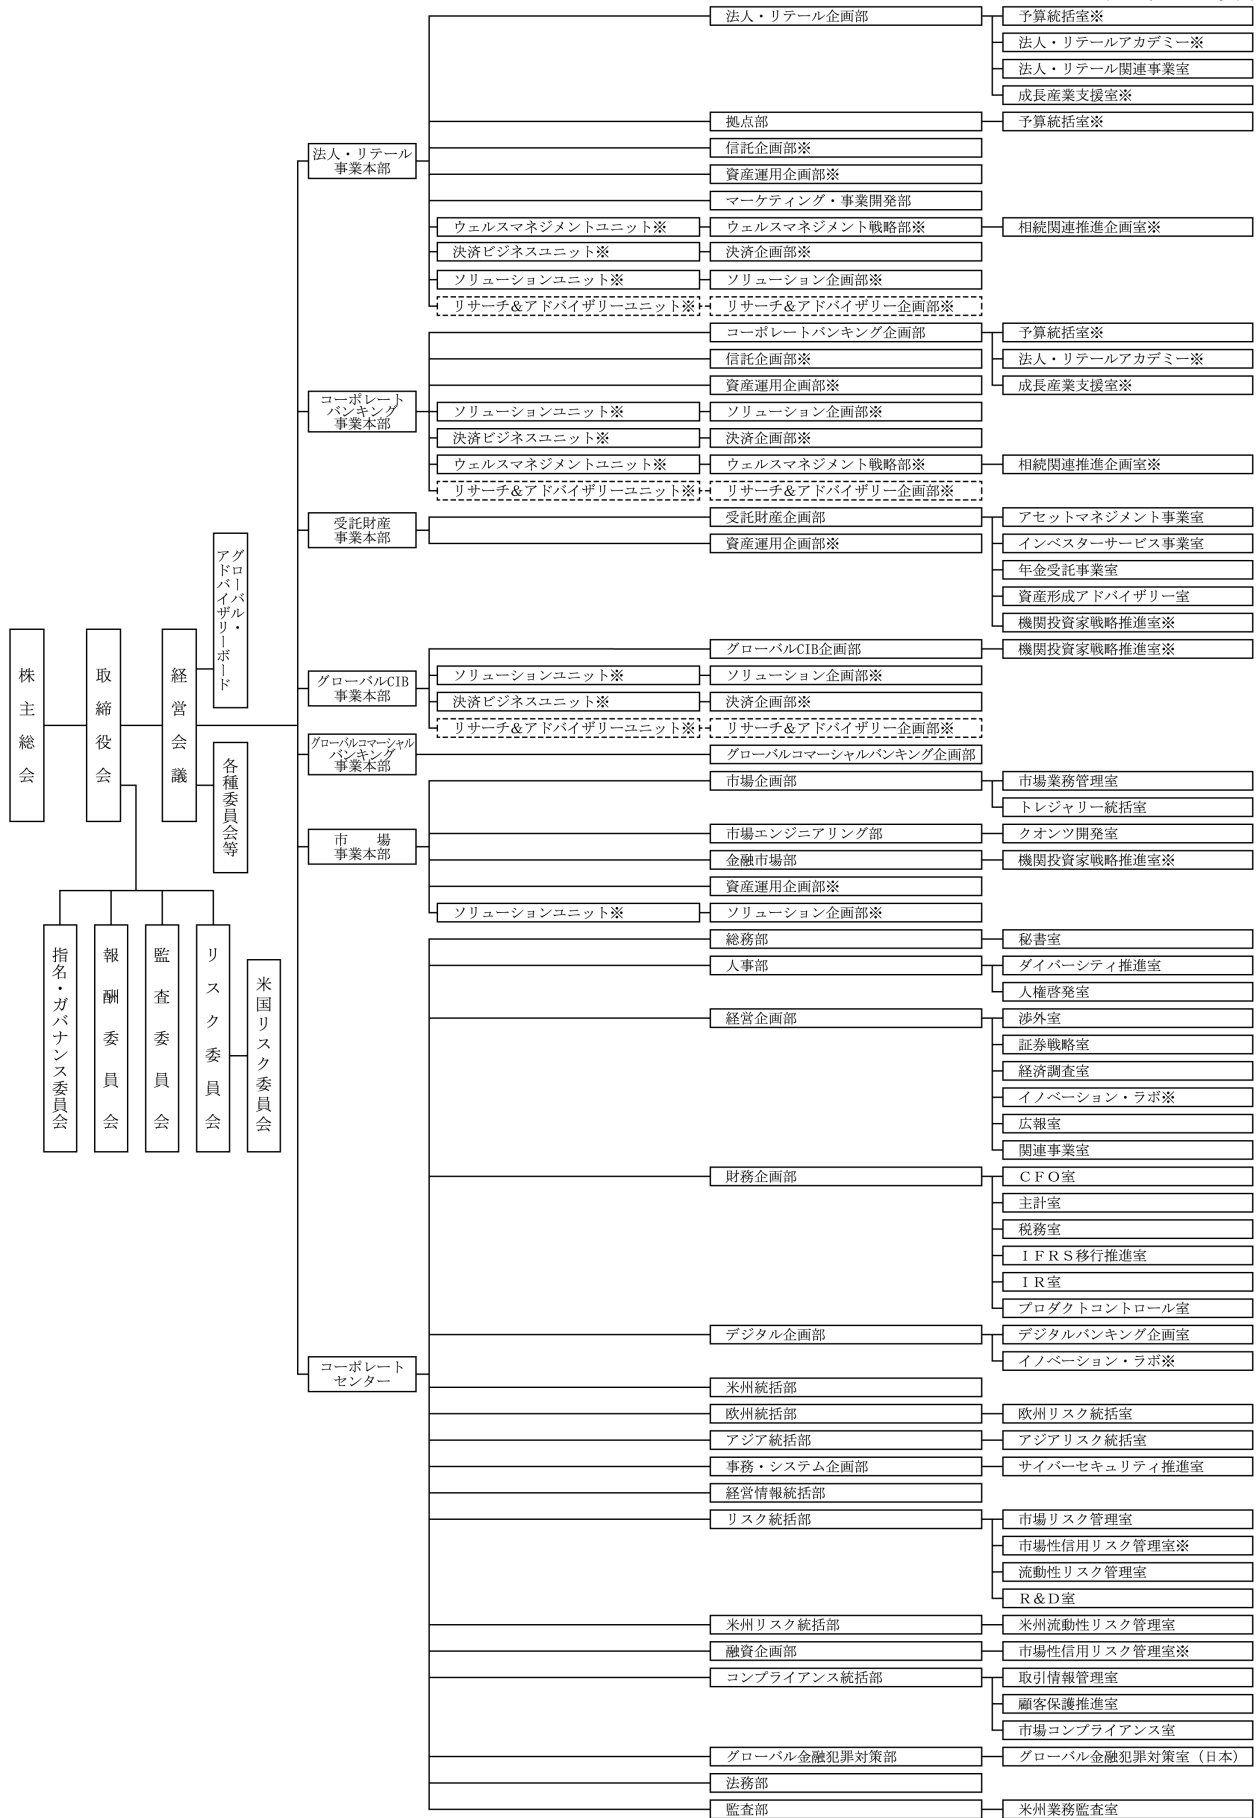 株主総会
取締役会
経営会議
グローバル・
アドバイザリーボード
各種委員会等
指名・ガバナンス委員会
報酬委員会
監査委員会
リスク委員会
米国リスク委員会
法人・リテール
事業本部
法人・リテール企画部
予算統括室※
法人・リテールアカデミー※
法人・リテール関連事業室
成長産業支援室※
拠点部
予算統括室※
信託企画部※
資産運用企画部※
マーケティング・事業開発部
ウェルスマネジメントユニット※
ウェルスマネジメント戦略部※
相続関連推進企画室※
決済ビジネスユニット※
決済企画部※
ソリューションユニット※
ソリューション企画部※
リサーチ&アドバイザリーユニット※
リサーチ&アドバイザリー企画部※
コーポレート
バンキング
事業本部
コーポレートバンキング企画部
予算統括室※
法人・リテールアカデミー※
成長産業支援室※
信託企画部※
資産運用企画部※
ソリューションユニット※
ソリューション企画部※
決済ビジネスユニット※
決済企画部※
ウェルスマネジメントユニット※
ウェルスマネジメント戦略部※
相続関連推進企画室※
リサーチ&アドバイザリーユニット※
リサーチ&アドバイザリー企画部※
受託財産
事業本部
受託財産企画部
アセットマネジメント事業室
インベスターサービス事業室
年金受託事業室
資産形成アドバイザリー室
機関投資家戦略推進室※
資産運用企画部※
グローバルCIB
事業本部
グローバルCIB企画部
機関投資家戦略推進室※
ソリューションユニット※
ソリューション企画部※
決済ビジネスユニット※
決済企画部※
リサーチ&アドバイザリーユニット※
リサーチ&アドバイザリー企画部※
グローバルコマーシャル
バンキング
事業本部
グローバルコマーシャルバンキング企画部
市　場
事業本部
市場企画部
市場業務管理室
トレジャリー統括室
市場エンジニアリング部
クオンツ開発室
金融市場部
機関投資家戦略推進室※
資産運用企画部※
ソリューションユニット※
ソリューション企画部※
コーポレート
センター
総務部
秘書室
人事部
ダイバーシティ推進室
人権啓発室
経営企画部
渉外室
証券戦略室
経済調査室
イノベーション・ラボ※
広報室
関連事業室
財務企画部
ＣＦＯ室
主計室
税務室
ＩＦＲＳ移行推進室
ＩＲ室
プロダクトコントロール室
デジタル企画部
デジタルバンキング企画室
イノベーション・ラボ※
米州統括部
欧州統括部
欧州リスク統括室
アジア統括部
アジアリスク統括室
事務・システム企画部
サイバーセキュリティ推進室
経営情報統括部
リスク統括部
市場リスク管理室
市場性信用リスク管理室※
流動性リスク管理室
Ｒ＆Ｄ室
米州リスク統括部
米州流動性リスク管理室
融資企画部
市場性信用リスク管理室※
コンプライアンス統括部
取引情報管理室
顧客保護推進室
市場コンプライアンス室
グローバル金融犯罪対策部
グローバル金融犯罪対策室（日本）
法務部
監査部
米州業務監査室